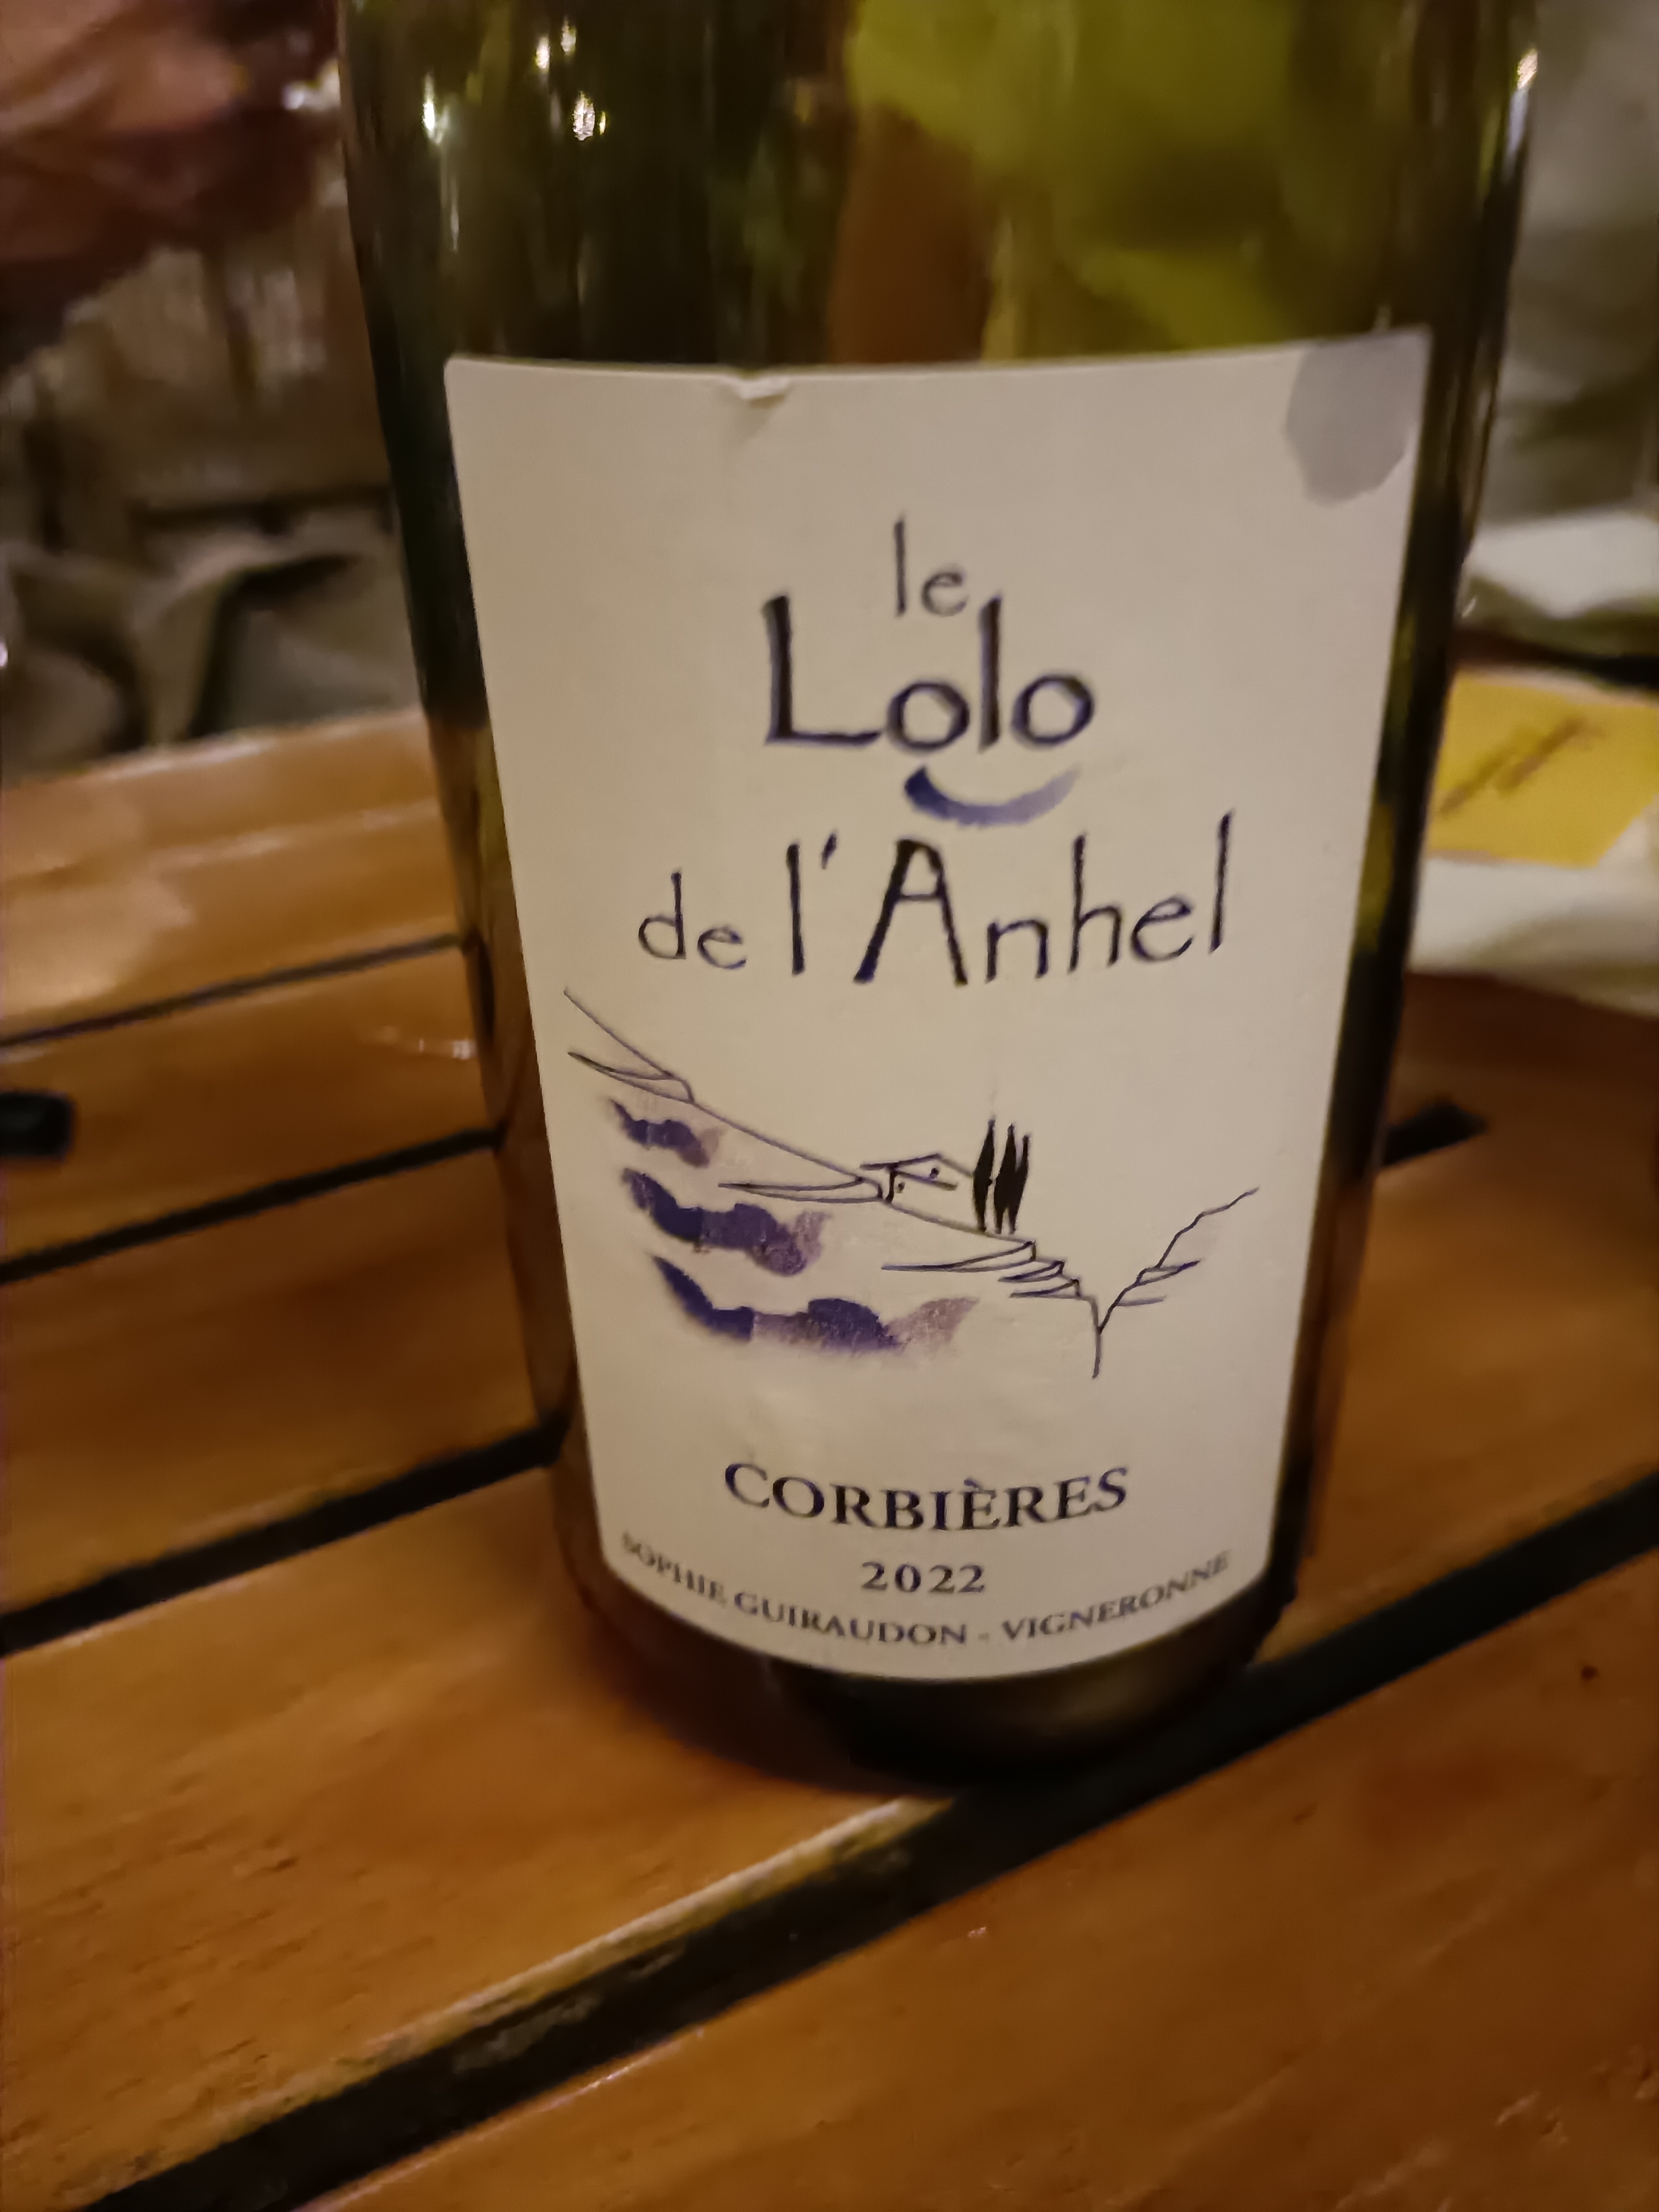 le
Lolo
de l'Anhel
CORBIÈRES
2022
SOPHIE GUIRAUDON - VIGNERONNE